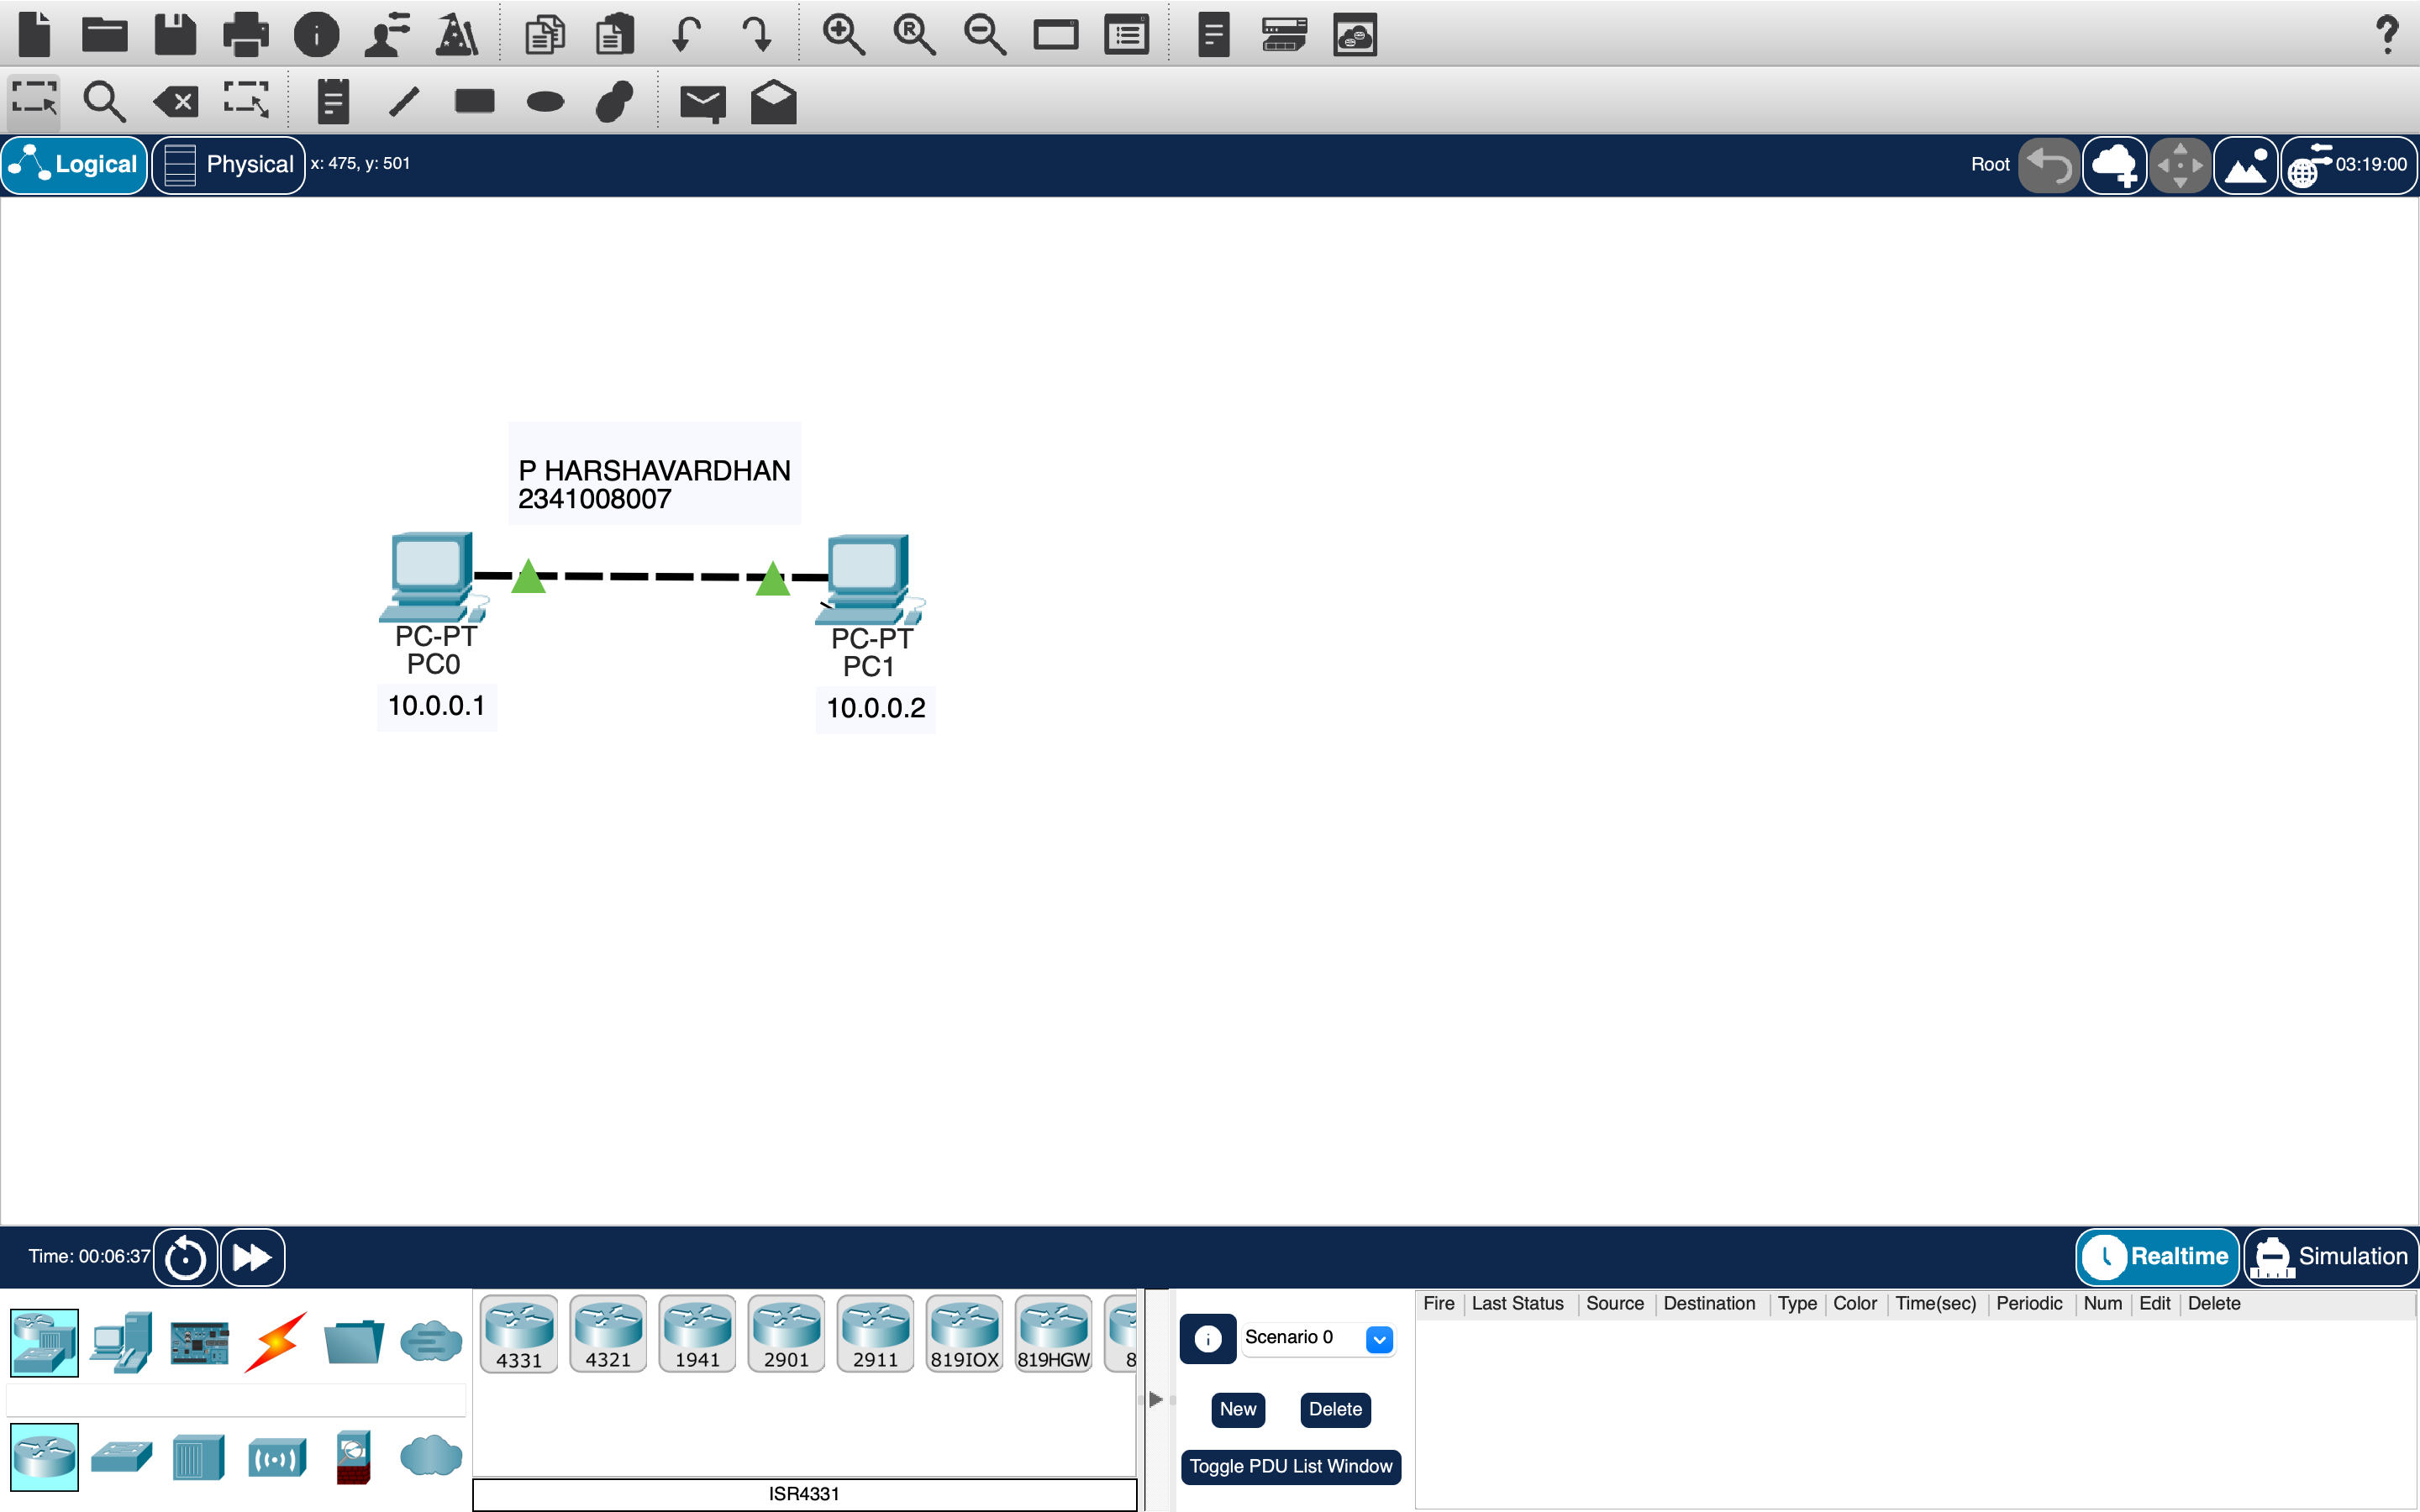 Logical
Physical
x: 475, y: 501
Root
03:19:00
P HARSHAVARDHAN
2341008007
PC-PT
PC0
10.0.0.1
PC-PT
PC1
10.0.0.2
Time: 00:06:37
Realtime
Simulation
4331
4321
1941
2901
2911
819IOX
819HGW
8
ISR4331
Scenario 0
New
Delete
Toggle PDU List Window
Fire Last Status Source Destination Type Color Time(sec) Periodic Num Edit Delete